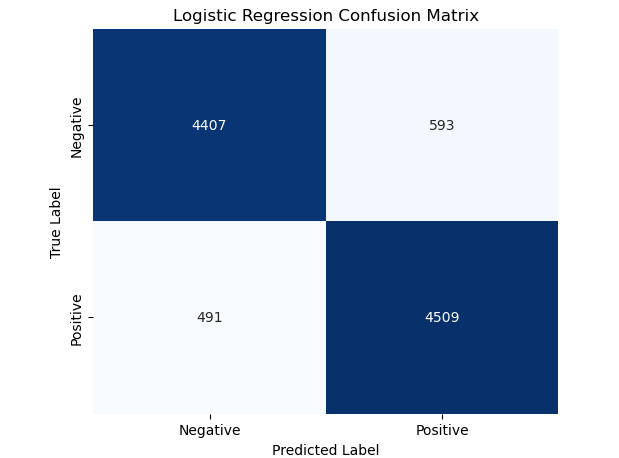 Logistic Regression Confusion Matrix
True Label
Negative
4407
593
Positive
491
4509
Negative
Positive
Predicted Label